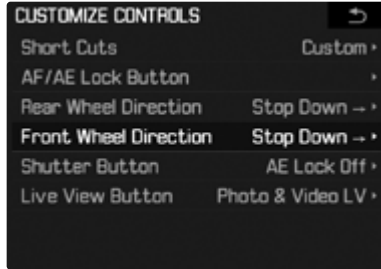 CUSTOMIZE CONTROLS
Short Cuts Custom
AF/AE Lock Button
Rear Wheel Direction Stop Down →
Front Wheel Direction Stop Down →
Shutter Button AE Lock Off
Live View Button Photo & Video LV